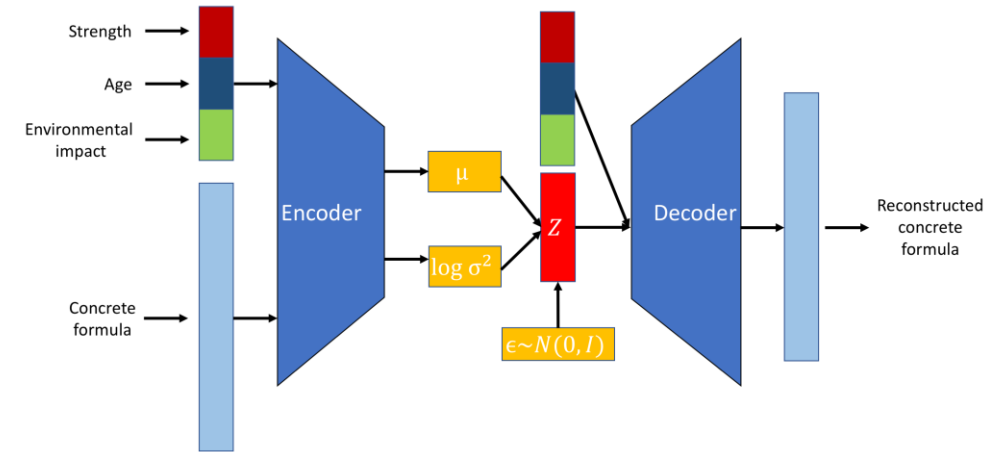 Strength
Age
Environmental
impact
Concrete
formula
Encoder
μ
log σ²
Z
ϵ~N(0, I)
Decoder
Reconstructed
concrete
formula